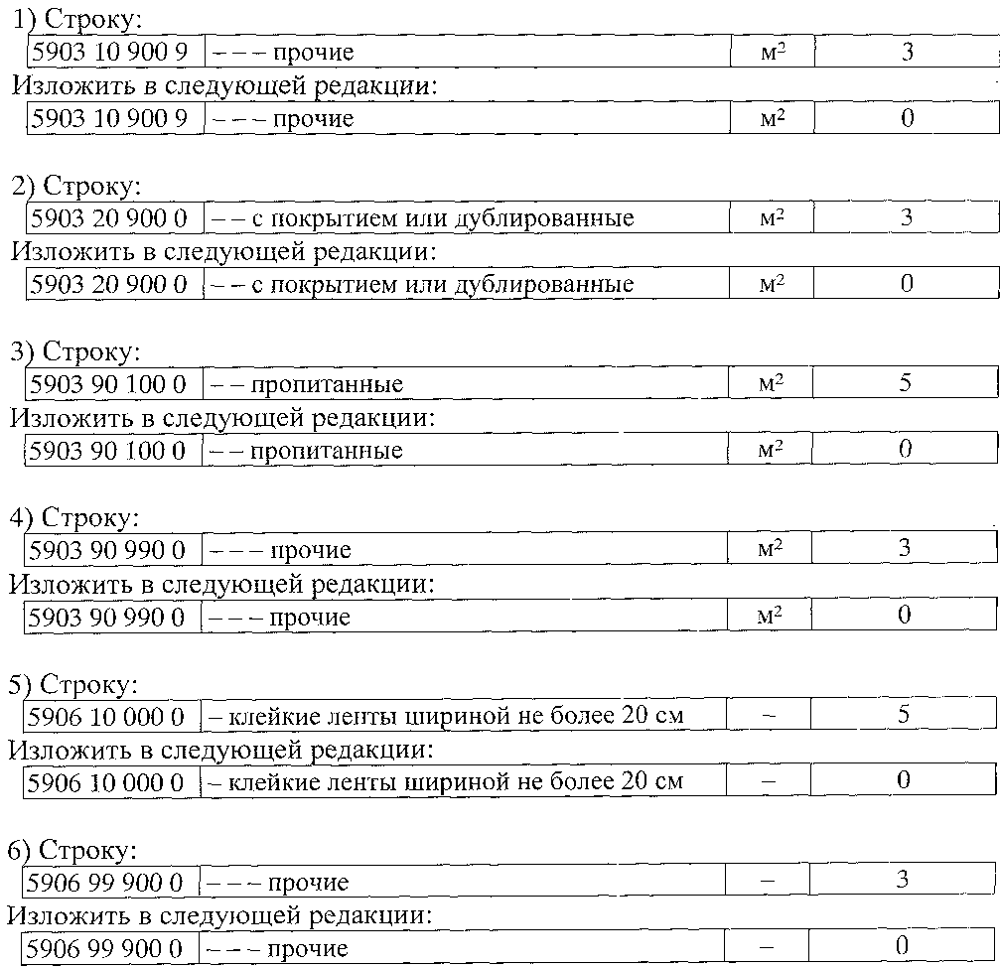 1) Строку:
5903 10 900 9 – – – прочие м² 3
Изложить в следующей редакции:
5903 10 900 9 – – – прочие м² 0
2) Строку:
5903 20 900 0 – – с покрытием или дублированные м² 3
Изложить в следующей редакции:
5903 20 900 0 – – с покрытием или дублированные м² 0
3) Строку:
5903 90 100 0 – – пропитанные м² 5
Изложить в следующей редакции:
5903 90 100 0 – – пропитанные м² 0
4) Строку:
5903 90 990 0 – – – прочие м² 3
Изложить в следующей редакции:
5903 90 990 0 – – – прочие м² 0
5) Строку:
5906 10 000 0 – клейкие ленты шириной не более 20 см – 5
Изложить в следующей редакции:
5906 10 000 0 – клейкие ленты шириной не более 20 см – 0
6) Строку:
5906 99 900 0 – – – прочие – 3
Изложить в следующей редакции:
5906 99 900 0 – – – прочие – 0